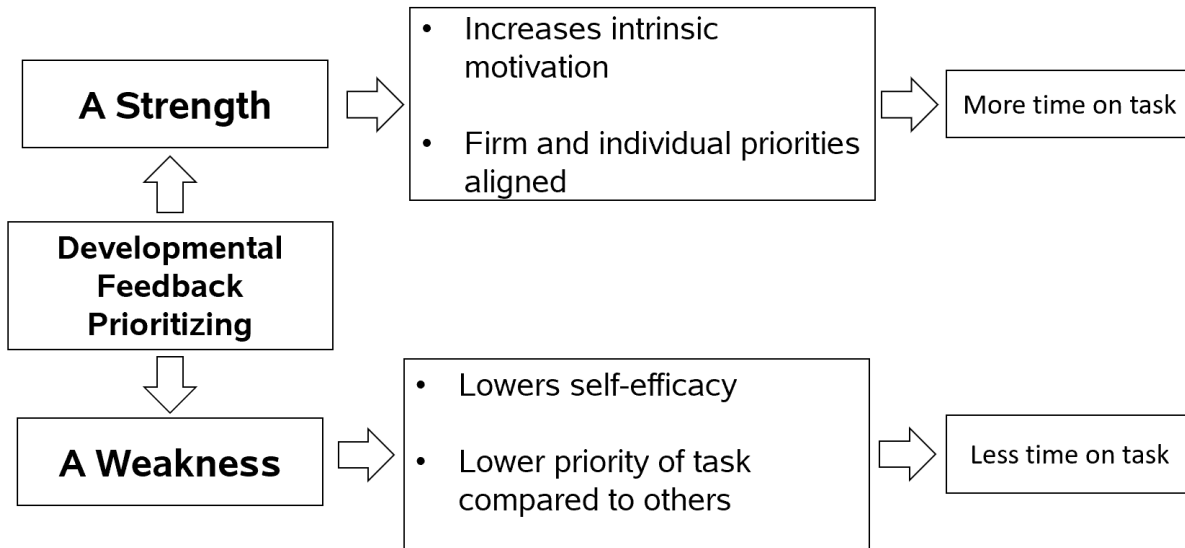 A Strength
• Increases intrinsic
motivation
• Firm and individual priorities
aligned
More time on task
Developmental
Feedback
Prioritizing
A Weakness
• Lowers self-efficacy
• Lower priority of task
compared to others
Less time on task